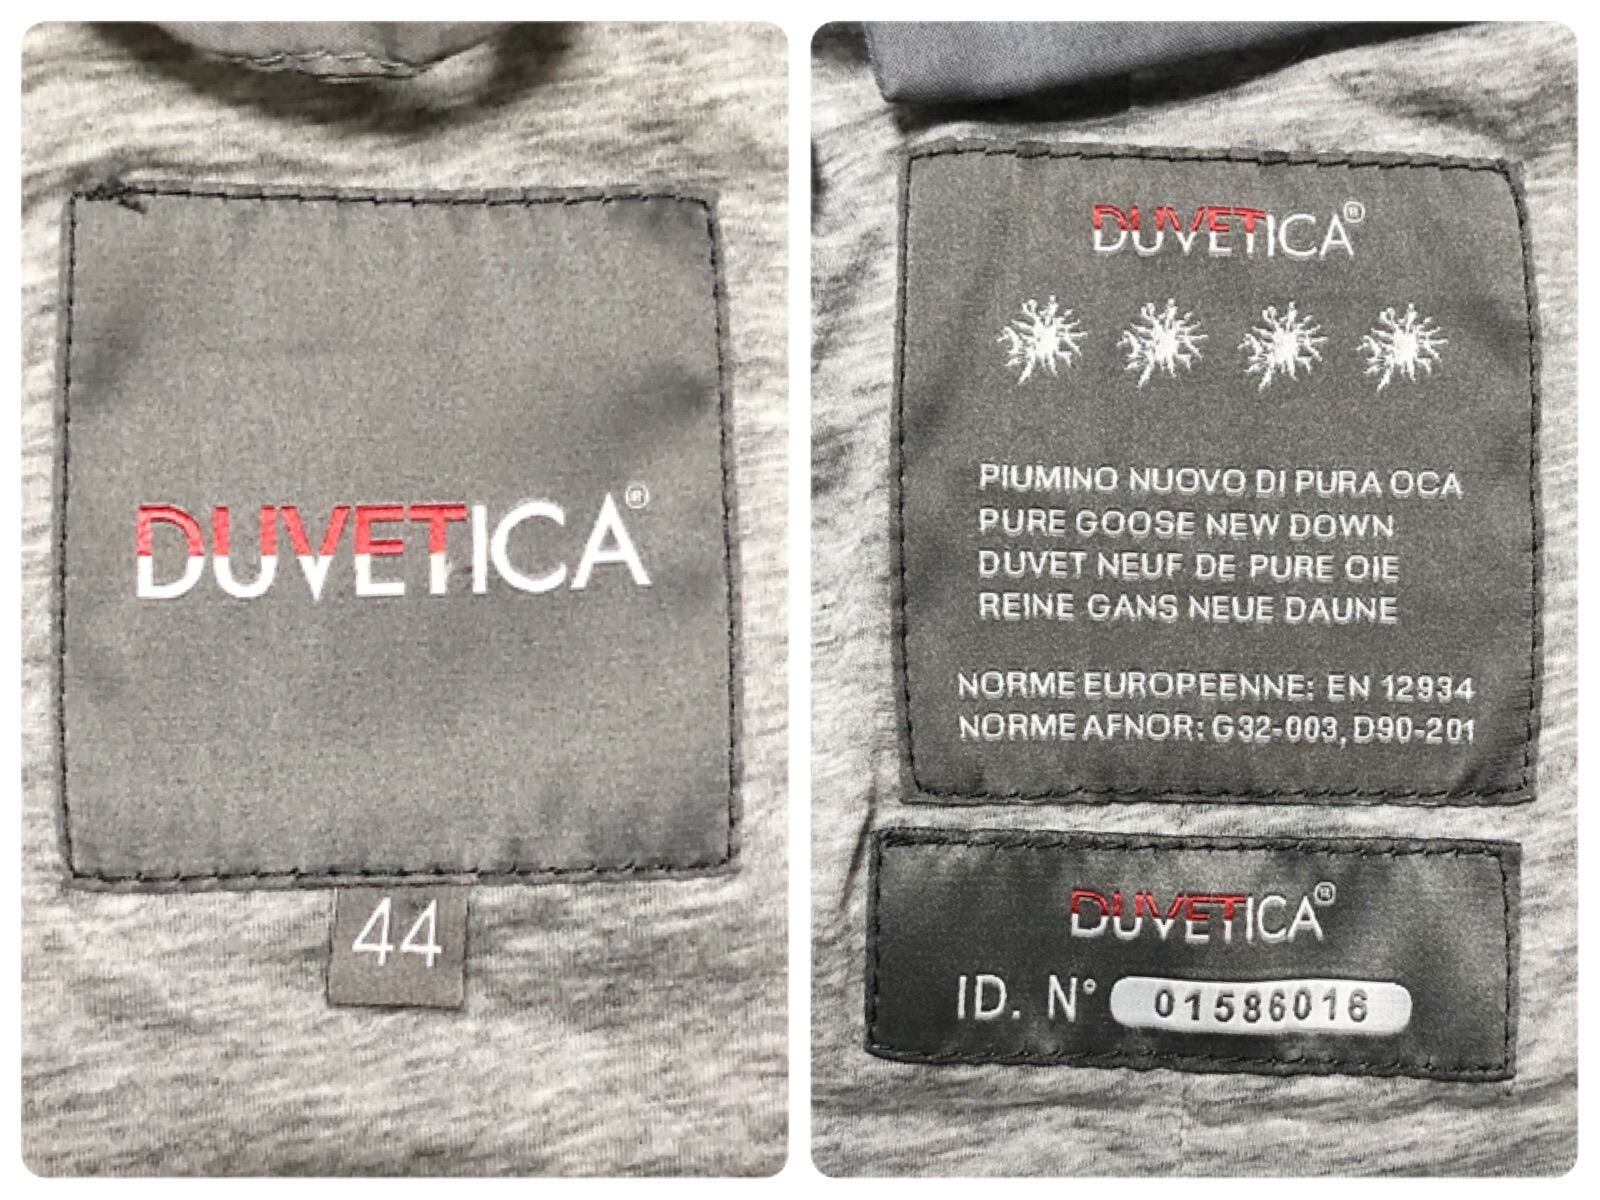 DUVETICA®
44
DUVETICA®
PIUMINO NUOVO DI PURA OCA
PURE GOOSE NEW DOWN
DUVET NEUF DE PURE OIE
REINE GANS NEUE DAUNE
NORME EUROPEENNE: EN 12934
NORME AFNOR: G32-003, D90-201
DUVETICA®
ID. N° 01586016